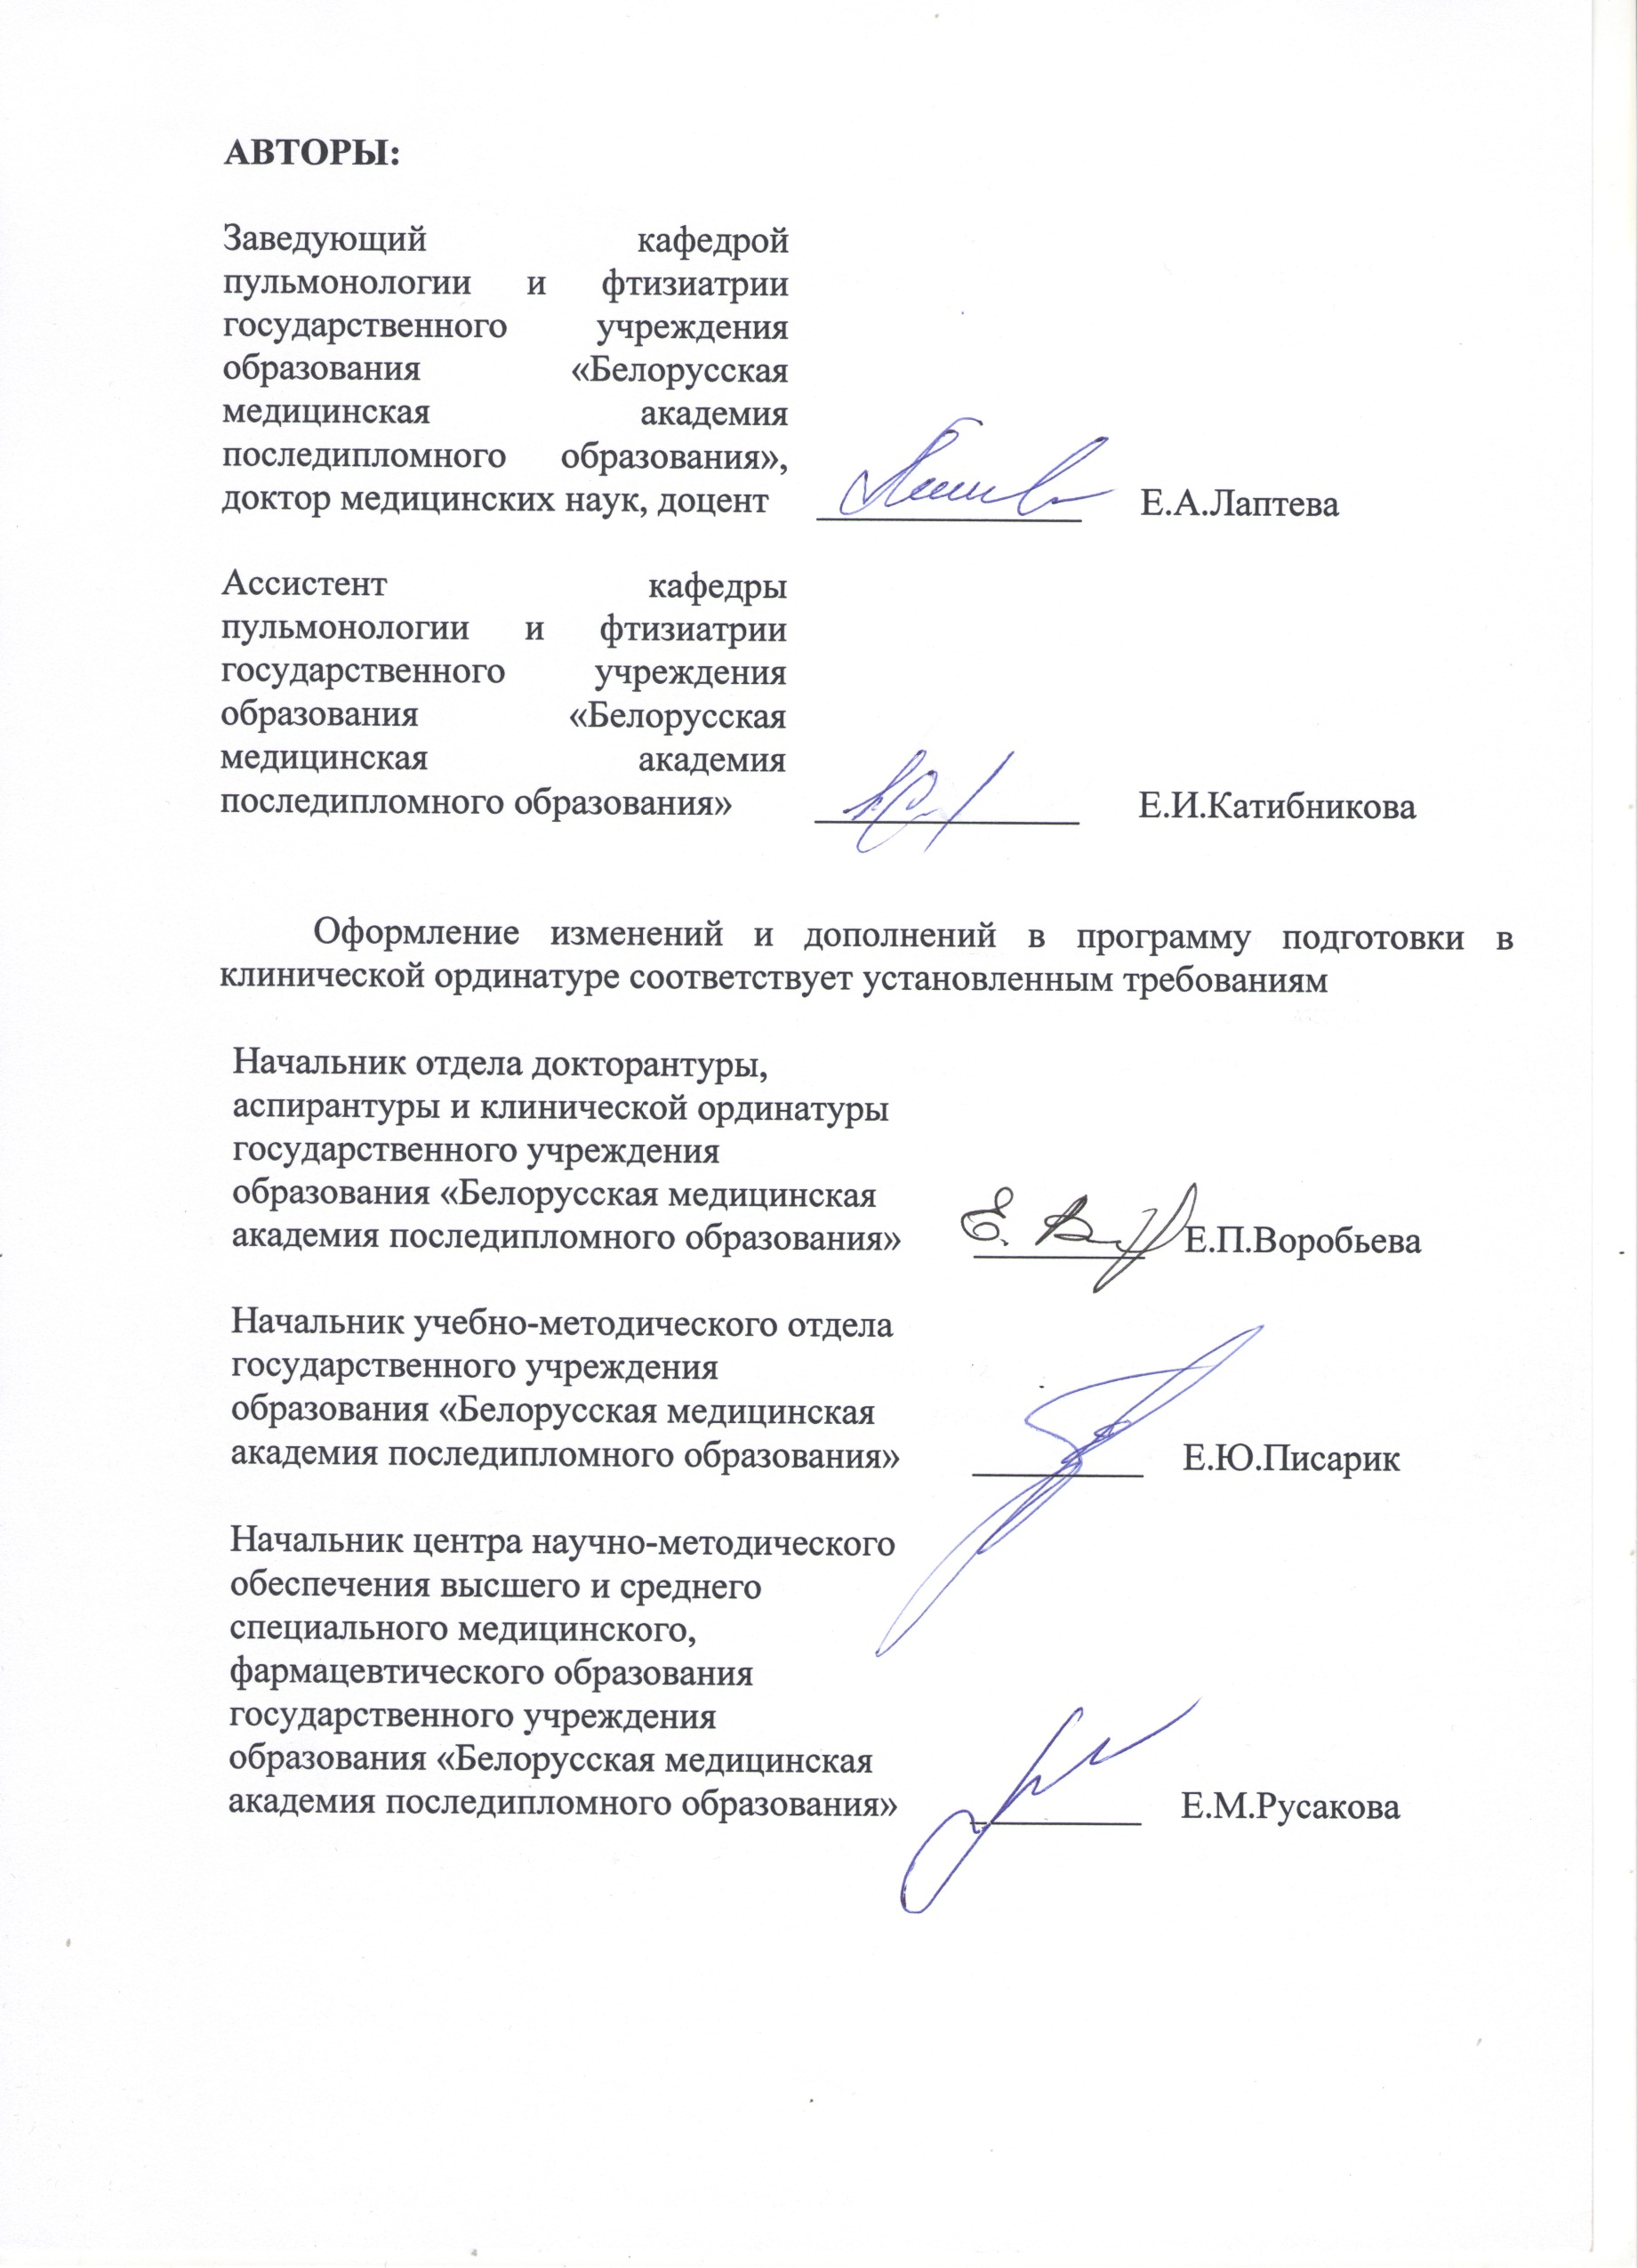 АВТОРЫ:
Заведующий кафедрой
пульмонологии и фтизиатрии
государственного учреждения
образования «Белорусская
медицинская академия
последипломного образования»,
доктор медицинских наук, доцент Е.А.Лаптева
Ассистент кафедры
пульмонологии и фтизиатрии
государственного учреждения
образования «Белорусская
медицинская академия
последипломного образования» Е.И.Катибникова
Оформление изменений и дополнений в программу подготовки в
клинической ординатуре соответствует установленным требованиям
Начальник отдела докторантуры,
аспирантуры и клинической ординатуры
государственного учреждения
образования «Белорусская медицинская
академия последипломного образования» Е.П.Воробьева
Начальник учебно-методического отдела
государственного учреждения
образования «Белорусская медицинская
академия последипломного образования» Е.Ю.Писарик
Начальник центра научно-методического
обеспечения высшего и среднего
специального медицинского,
фармацевтического образования
государственного учреждения
образования «Белорусская медицинская
академия последипломного образования» Е.М.Русакова